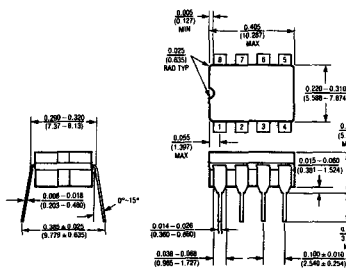 0.005
(0.127)
MIN
0.405
(10.287)
MAX
0.025
(0.635)
RAD TYP
8 7 6 5
0.220–0.310
(5.588–7.874)
1 2 3 4
0.290–0.320
(7.37–8.13)
0.055
(1.397)
MAX
0.015–0.060
(0.381–1.524)
0.008–0.018
(0.203–0.460)
0°–15°
0.385 ± 0.025
(9.779 ± 0.635)
0.014–0.026
(0.360–0.660)
0.038–0.068
(0.965–1.727)
0.100 ± 0.010
(2.540 ± 0.254)